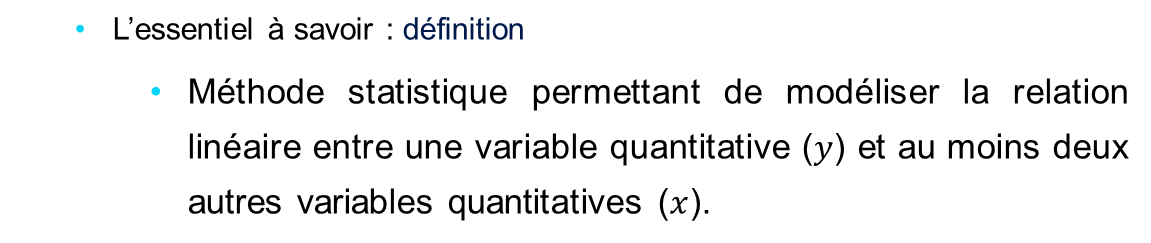 • L’essentiel à savoir : définition
• Méthode statistique permettant de modéliser la relation
linéaire entre une variable quantitative (𝑦) et au moins deux
autres variables quantitatives (𝑥).